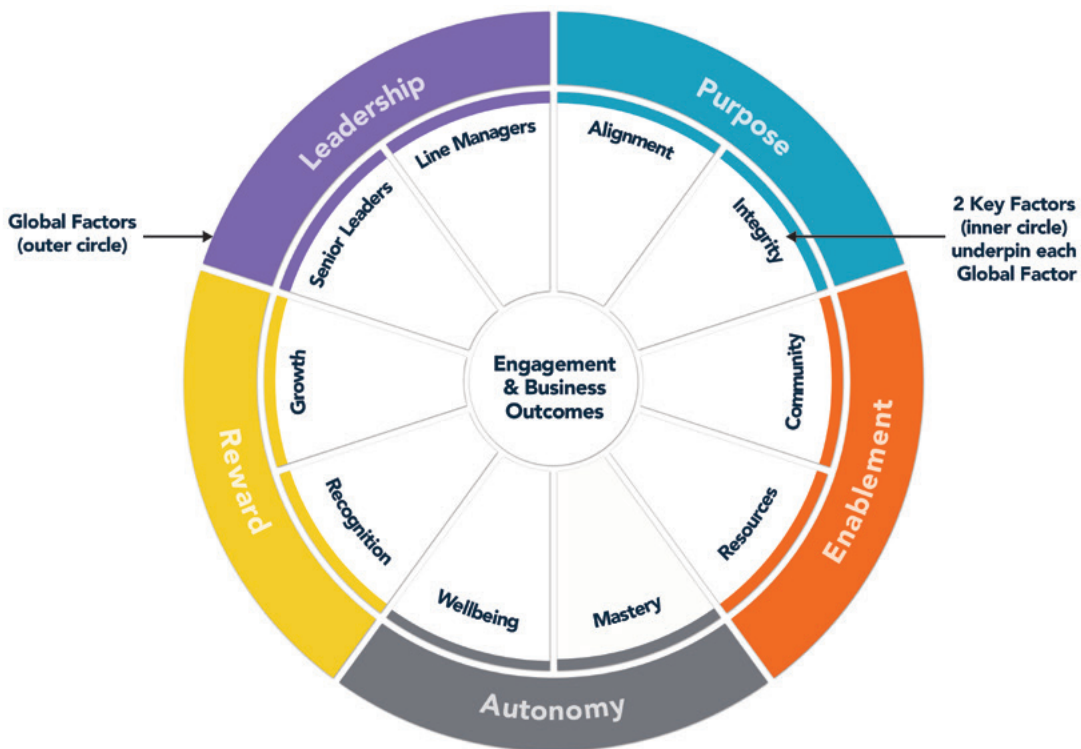 Leadership
Purpose
Line Managers
Alignment
Senior Leaders
Integrity
Global Factors
(outer circle)
2 Key Factors
(inner circle)
underpin each
Global Factor
Growth
Community
Engagement
& Business
Outcomes
Reward
Enablement
Recognition
Resources
Wellbeing
Mastery
Autonomy